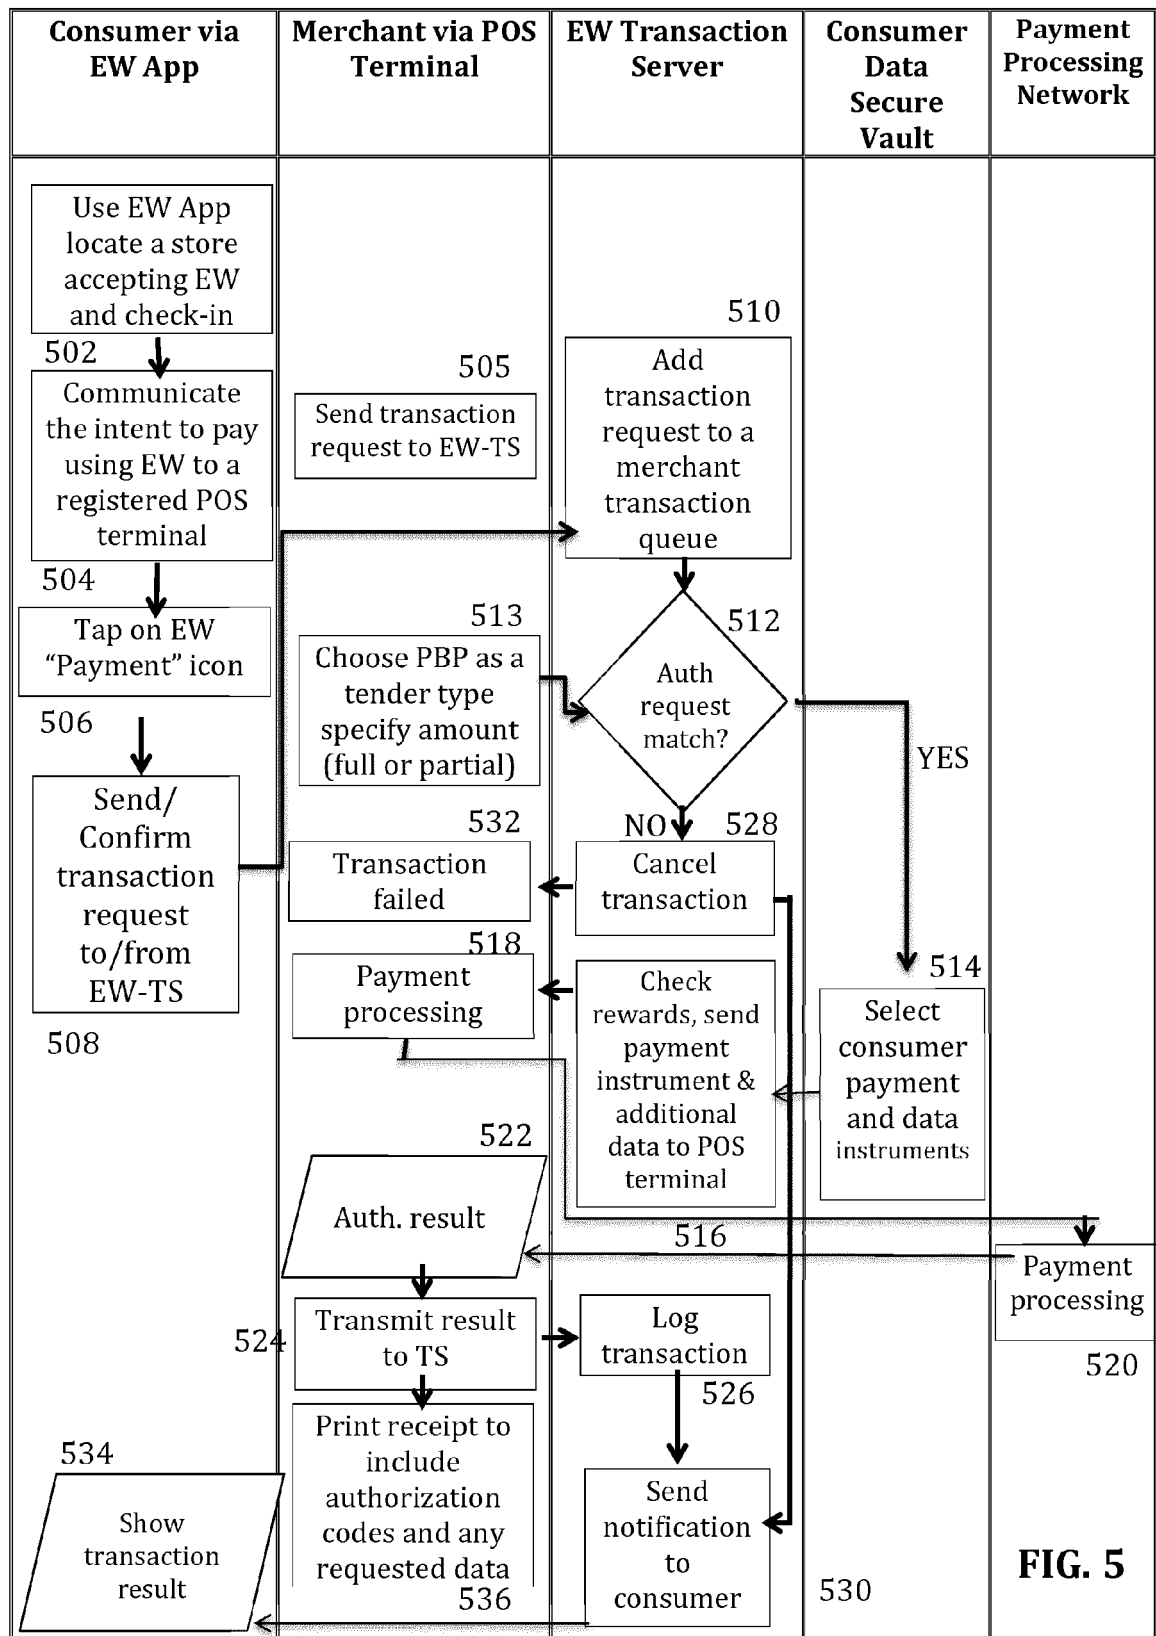 Consumer via
EW App
Merchant via POS
Terminal
EW Transaction
Server
Consumer
Data
Secure
Vault
Payment
Processing
Network
Use EW App
locate a store
accepting EW
and check-in
502
Communicate
the intent to pay
using EW to a
registered POS
terminal
504
Tap on EW
“Payment” icon
506
Send/
Confirm
transaction
request
to/from
EW-TS
508
505
Send transaction
request to EW-TS
510
Add
transaction
request to a
merchant
transaction
queue
513
Choose PBP as a
tender type
specify amount
(full or partial)
512
Auth
request
match?
YES
NO
532
Transaction
failed
528
Cancel
transaction
518
Payment
processing
Check
rewards, send
payment
instrument &
additional
data to POS
terminal
514
Select
consumer
payment
and data
instruments
522
Auth. result
516
Payment
processing
520
524
Transmit result
to TS
Log
transaction
526
Print receipt to
include
authorization
codes and any
requested data
536
534
Show
transaction
result
Send
notification
to
consumer
530
FIG. 5